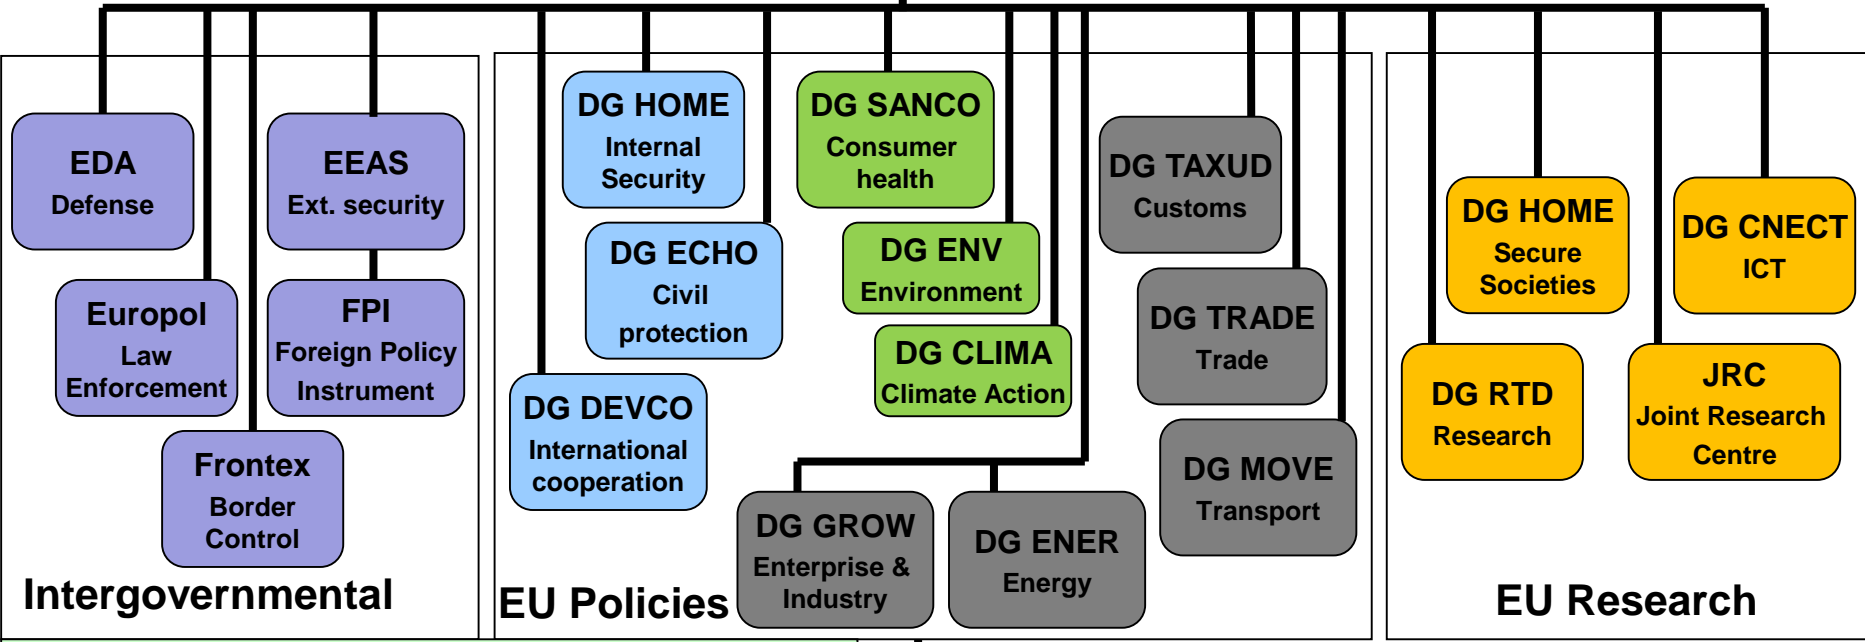 EDA
Defense
EEAS
Ext. security
Europol
Law
Enforcement
FPI
Foreign Policy
Instrument
Frontex
Border
Control
Intergovernmental
DG HOME
Internal
Security
DG ECHO
Civil
protection
DG DEVCO
International
cooperation
DG SANCO
Consumer
health
DG ENV
Environment
DG CLIMA
Climate Action
DG TAXUD
Customs
DG TRADE
Trade
DG MOVE
Transport
DG GROW
Enterprise &
Industry
DG ENER
Energy
EU Policies
DG HOME
Secure
Societies
DG CNECT
ICT
DG RTD
Research
JRC
Joint Research
Centre
EU Research